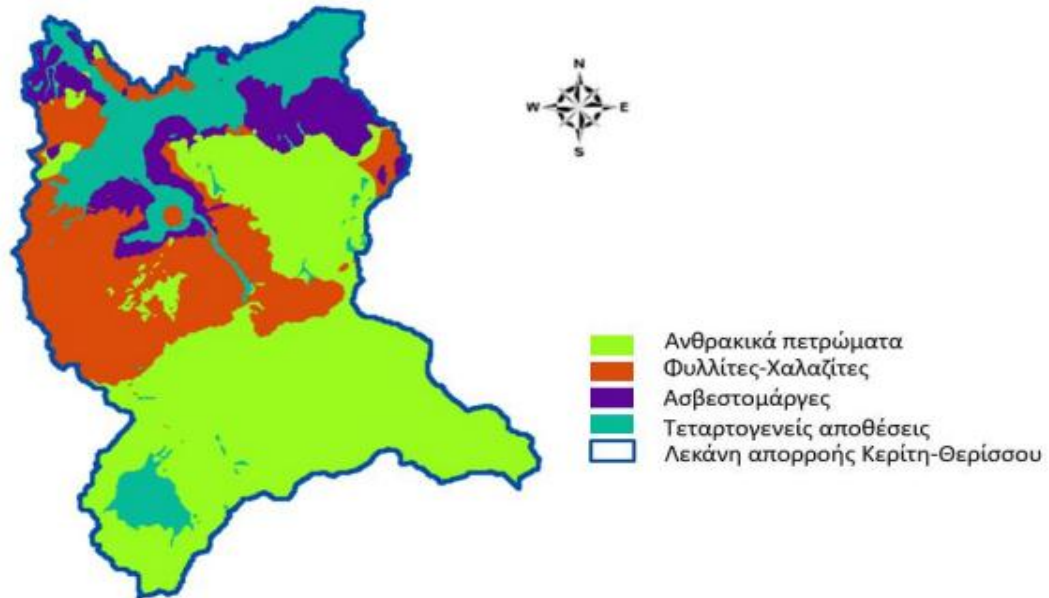 N
W E
S
Ανθρακικά πετρώματα
Φυλλίτες-Χαλαζίτες
Ασβεστομάργες
Τεταρτογενείς αποθέσεις
Λεκάνη απορροής Κερίτη-Θερίσσου